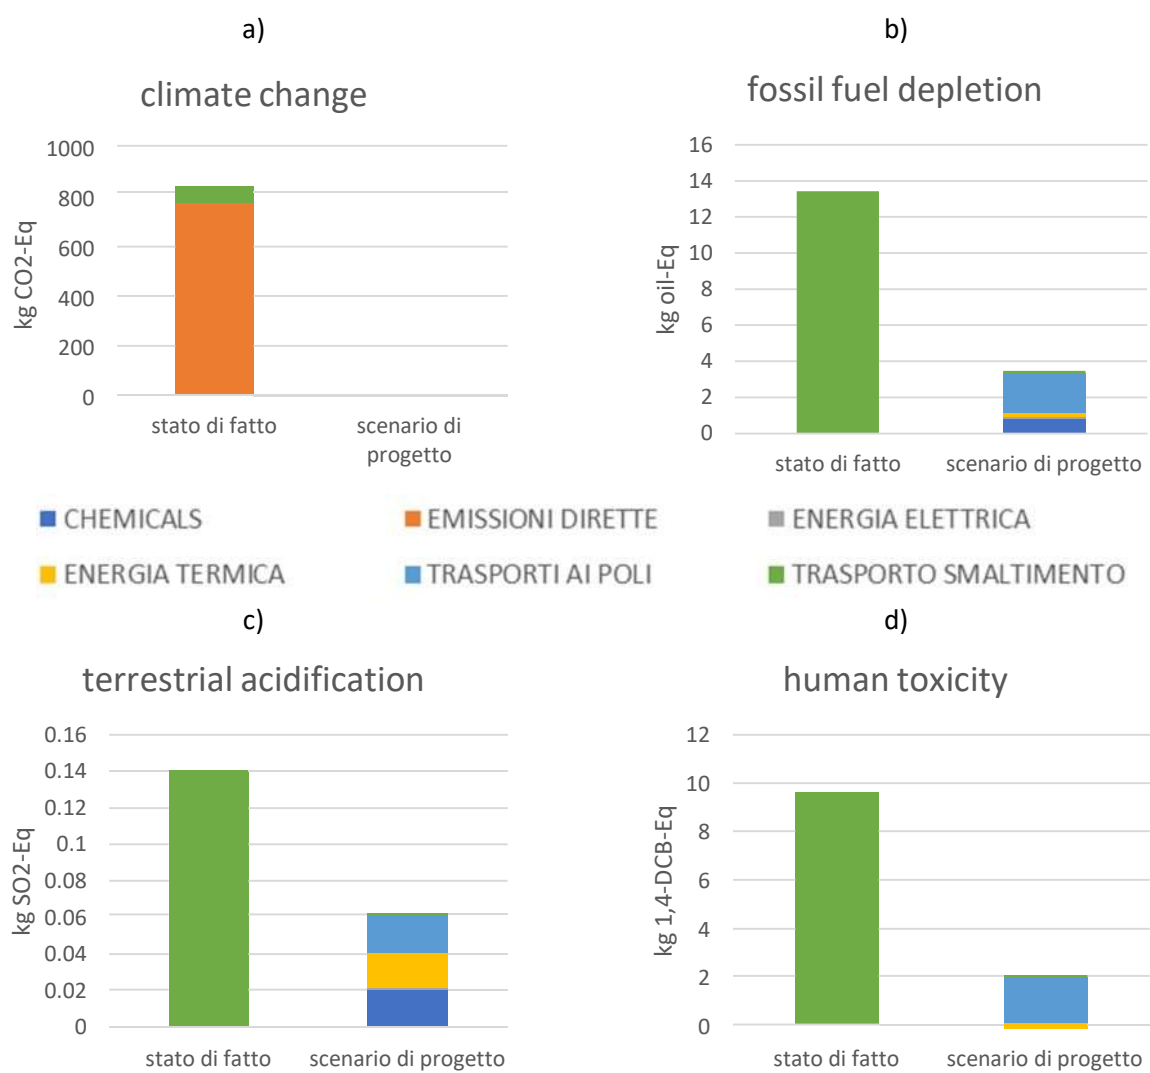 a)
climate change
kg CO2-Eq
1000
800
600
400
200
0
stato di fatto
scenario di
progetto
b)
fossil fuel depletion
kg oil-Eq
16
14
12
10
8
6
4
2
0
stato di fatto
scenario di progetto
CHEMICALS
EMISSIONI DIRETTE
ENERGIA ELETTRICA
ENERGIA TERMICA
TRASPORTI AI POLI
TRASPORTO SMALTIMENTO
c)
terrestrial acidification
kg SO2-Eq
0.16
0.14
0.12
0.1
0.08
0.06
0.04
0.02
0
stato di fatto
scenario di progetto
d)
human toxicity
kg 1,4-DCB-Eq
12
10
8
6
4
2
0
stato di fatto
scenario di progetto